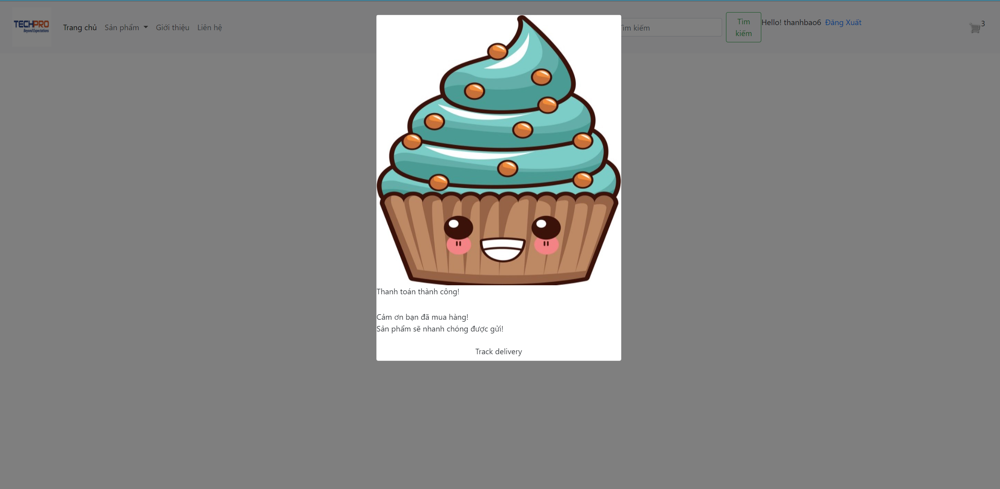 TECHPRO
Beyond Expectations
Trang chủ Sản phẩm Giới thiệu Liên hệ
Tìm kiếm
Tìm
kiếm
Hello! thanhbao6 Đăng Xuất
3
Thanh toán thành công!
Cảm ơn bạn đã mua hàng!
Sản phẩm sẽ nhanh chóng được gửi!
Track delivery